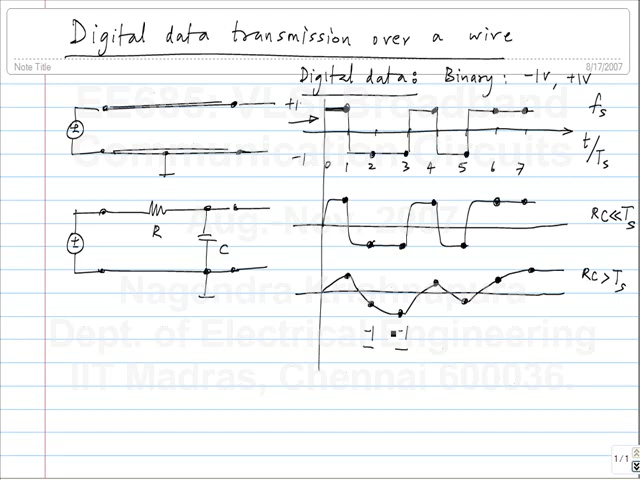 Digital data transmission over a wire
Note Title
8/17/2007
Digital data: Binary: -1v, +1v
EE685: VLSI Broadband
Communication Circuits
Aug.-Nov. 2007
Nagendra Krishnapura
Dept. of Electrical Engineering
IIT Madras, Chennai 600036.
+1
fs
-1
0 1 2 3 4 5 6 7
t/Ts
R
C
RC≪Ts
RC>Ts
-1 -1
1/1